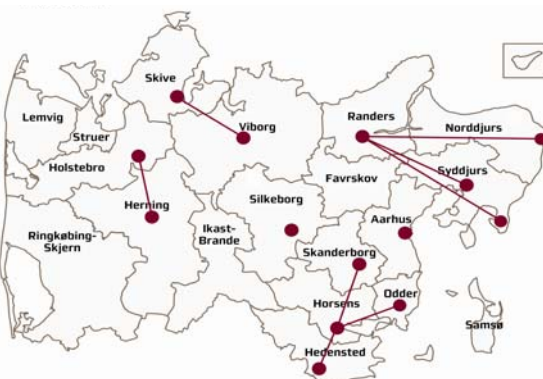 Skive
Lemvig
Struer
Viborg
Randers
Norddjurs
Holstebro
Favrskov
Syddjurs
Herning
Silkeborg
Ringkøbing-
Skjern
Ikast-
Brande
Aarhus
Skanderborg
Horsens
Odder
Samsø
Hedensted